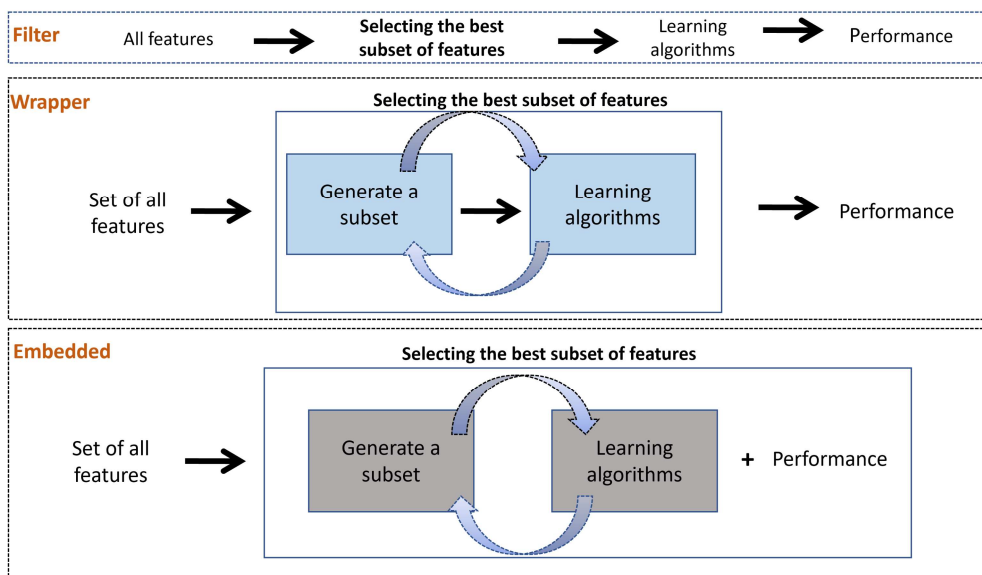 Filter
All features
Selecting the best
subset of features
Learning
algorithms
Performance
Wrapper
Selecting the best subset of features
Set of all
features
Generate a
subset
Learning
algorithms
Performance
Embedded
Selecting the best subset of features
Set of all
features
Generate a
subset
Learning
algorithms
+ Performance